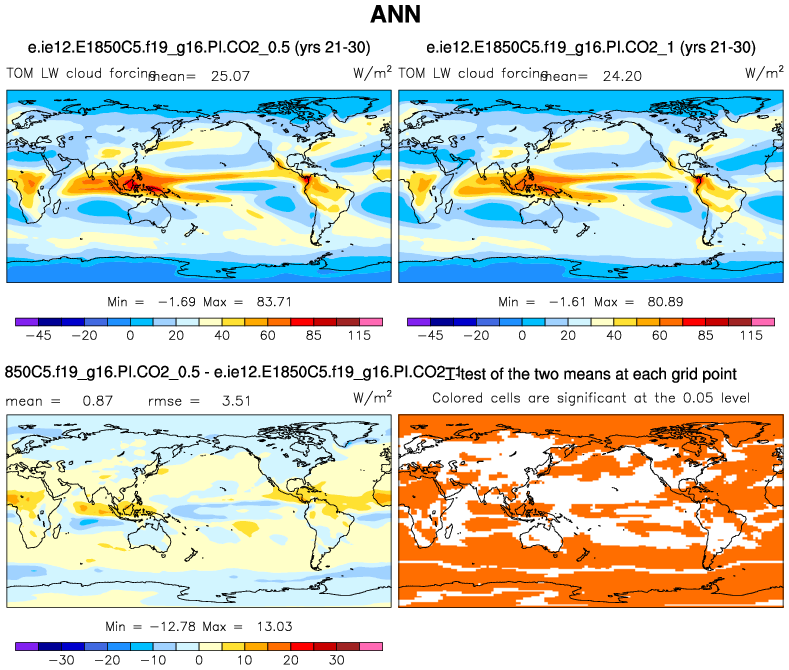 ANN
e.ie12.E1850C5.f19_g16.PI.CO2_0.5 (yrs 21-30)
e.ie12.E1850C5.f19_g16.PI.CO2_1 (yrs 21-30)
TOM LW cloud forcing mean= 25.07 W/m²
TOM LW cloud forcing mean= 24.20 W/m²
Min = −1.69 Max = 83.71
Min = −1.61 Max = 80.89
−45 −20 0 20 40 60 85 115
−45 −20 0 20 40 60 85 115
850C5.f19_g16.PI.CO2_0.5 - e.ie12.E1850C5.f19_g16.PI.CO2_1
T-test of the two means at each grid point
mean = 0.87 rmse = 3.51 W/m²
Colored cells are significant at the 0.05 level
Min = −12.78 Max = 13.03
−30 −20 −10 0 10 20 30